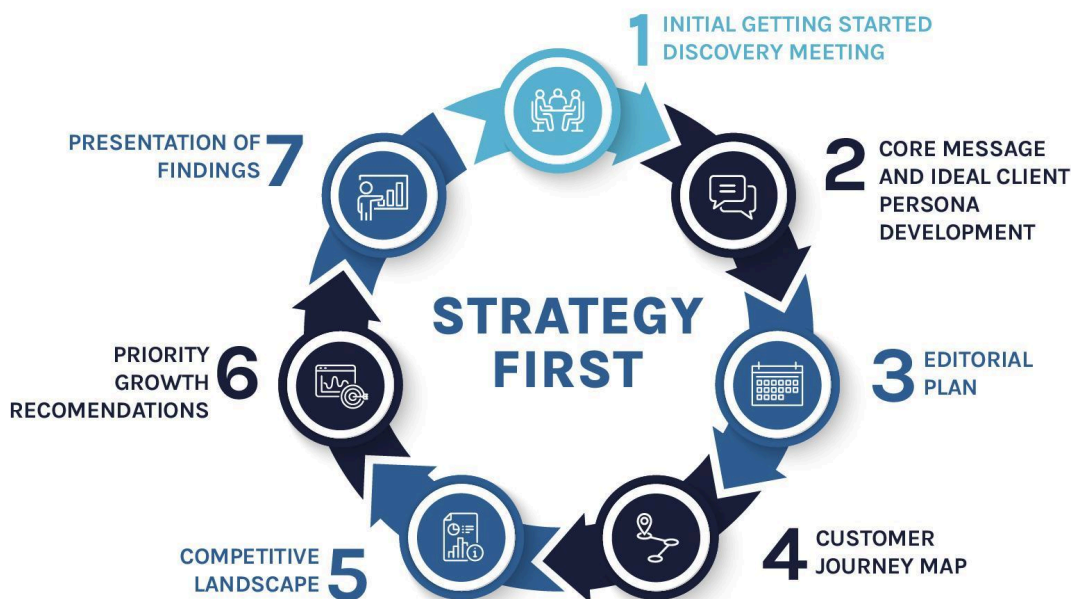 1 INITIAL GETTING STARTED
DISCOVERY MEETING
2 CORE MESSAGE
AND IDEAL CLIENT
PERSONA
DEVELOPMENT
3 EDITORIAL
PLAN
4 CUSTOMER
JOURNEY MAP
5 COMPETITIVE
LANDSCAPE
6 PRIORITY
GROWTH
RECOMENDATIONS
7 PRESENTATION OF
FINDINGS
STRATEGY
FIRST